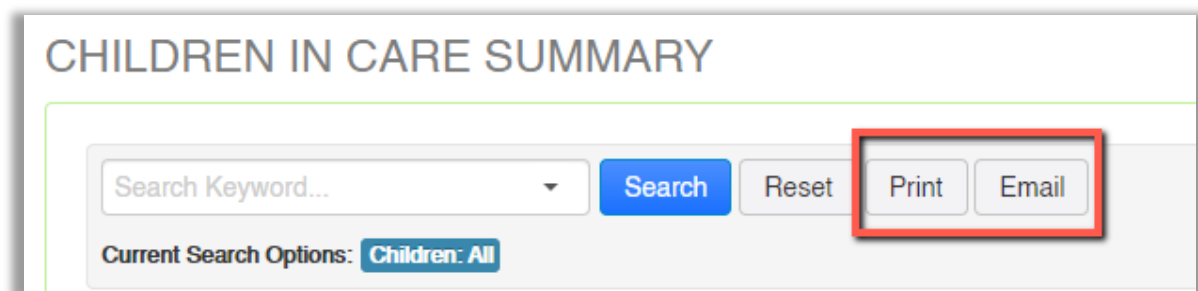 CHILDREN IN CARE SUMMARY
Search Keyword... Search Reset Print Email
Current Search Options: Children: All